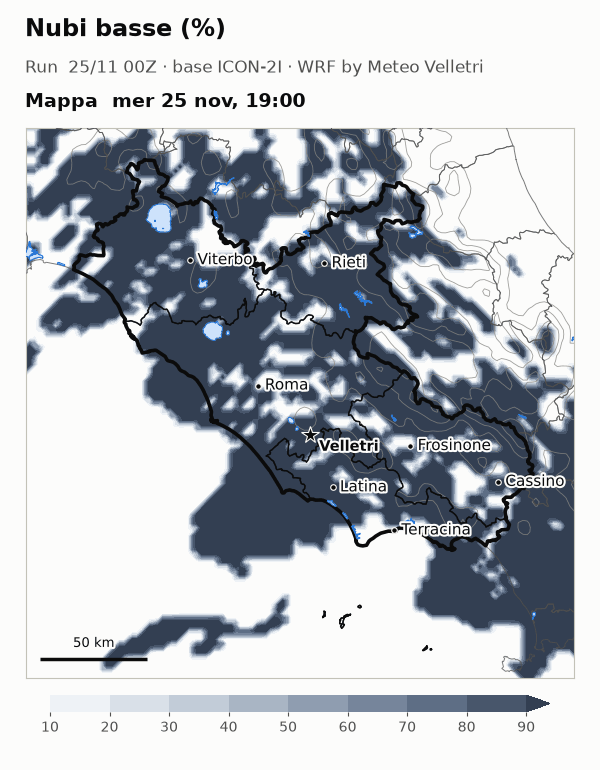 Nubi basse (%)
Run 25/11 00Z · base ICON-2I · WRF by Meteo Velletri
Mappa mer 25 nov, 19:00
Viterbo
Rieti
Roma
Velletri
Frosinone
Latina
Cassino
Terracina
50 km
10 20 30 40 50 60 70 80 90